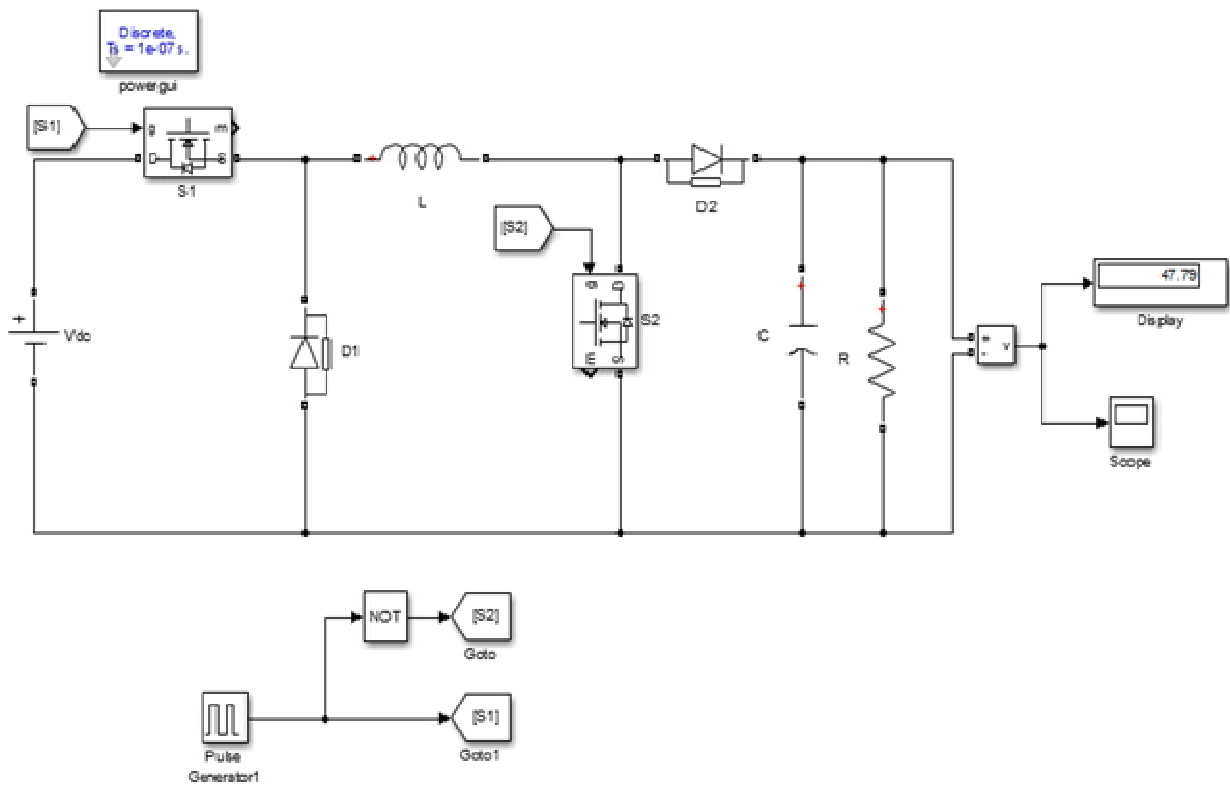 Discrete,
Ts = 1e-07 s.
powergui
[S1]
g
m
D
S
S1
L
D2
[S2]
g
D
m
S
S2
+
Vdc
D1
C
R
+
-
v
47.79
Display
Scope
NOT
[S2]
Goto
[S1]
Goto1
Pulse
Generator1